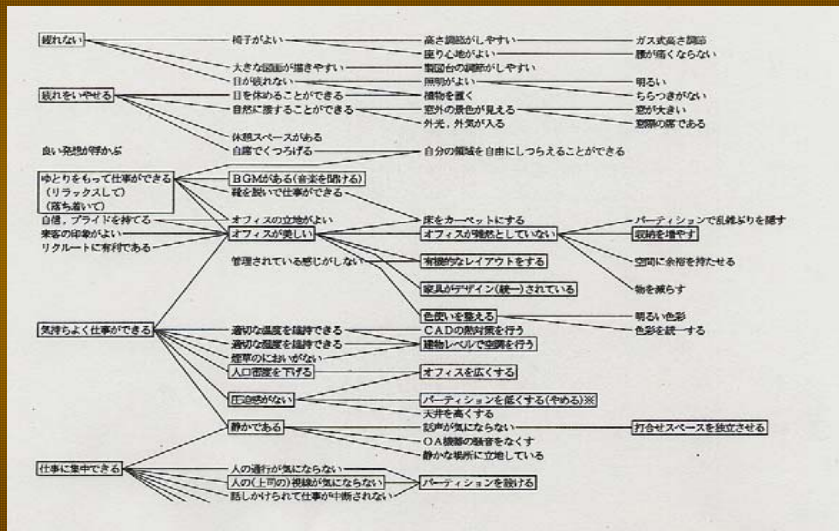 疲れない 椅子がよい 高さ調節がしやすい ガス式高さ調節
座り心地がよい 腰が痛くならない
大きな図面が描きやすい 製図台の調節がしやすい
目が疲れない 照明がよい 明るい
疲れをいやせる 目を休めることができる 植物を置く ちらつきがない
自然に接することができる 窓外の景色が見える 窓が大きい
外光，外気が入る 窓際の席である
休憩スペースがある
良い発想が浮かぶ 自席でくつろげる 自分の領域を自由にしつらえることができる
ゆとりをもって仕事ができる BGMがある(音楽を聞ける)
(リラックスして) 靴を脱いで仕事ができる
(落ち着いて)
自信，プライドを持てる オフィスの立地がよい 床をカーペットにする パーティションで乱雑ぶりを隠す
来客の印象がよい オフィスが美しい オフィスが雑然としていない 収納を増やす
リクルートに有利である
管理されている感じがしない 有機的なレイアウトをする 空間に余裕を持たせる
家具がデザイン(統一)されている 物を減らす
色使いを整える 明るい色彩
気持ちよく仕事ができる 適切な温度を維持できる CADの熱対策を行う 色彩を統一する
適切な湿度を維持できる 建物レベルで空調を行う
煙草のにおいがない
人口密度を下げる オフィスを広くする
圧迫感がない パーティションを低くする(やめる)※
天井を高くする
静かである 話声が気にならない 打合せスペースを独立させる
OA機器の騒音をなくす
静かな場所に立地している
仕事に集中できる 人の通行が気にならない
人の(上司の)視線が気にならない パーティションを設ける
話しかけられて仕事が中断されない